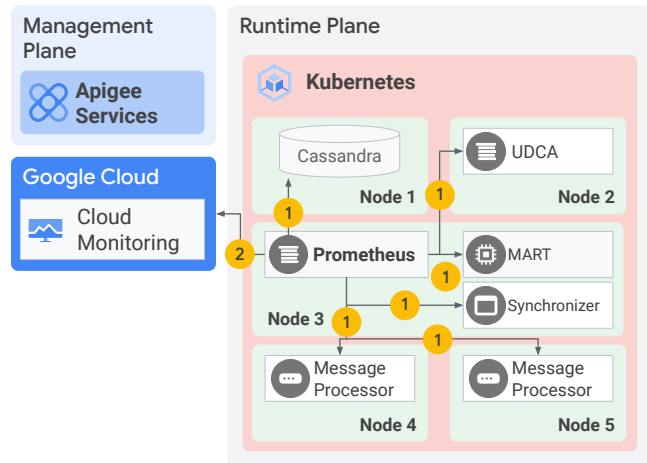 Management
Plane
Apigee
Services
Google Cloud
Cloud
Monitoring
Runtime Plane
Kubernetes
Cassandra
Node 1
1
UDCA
Node 2
1
2
Prometheus
MART
1
Synchronizer
1
Node 3
1
1
Message
Processor
Node 4
Message
Processor
Node 5